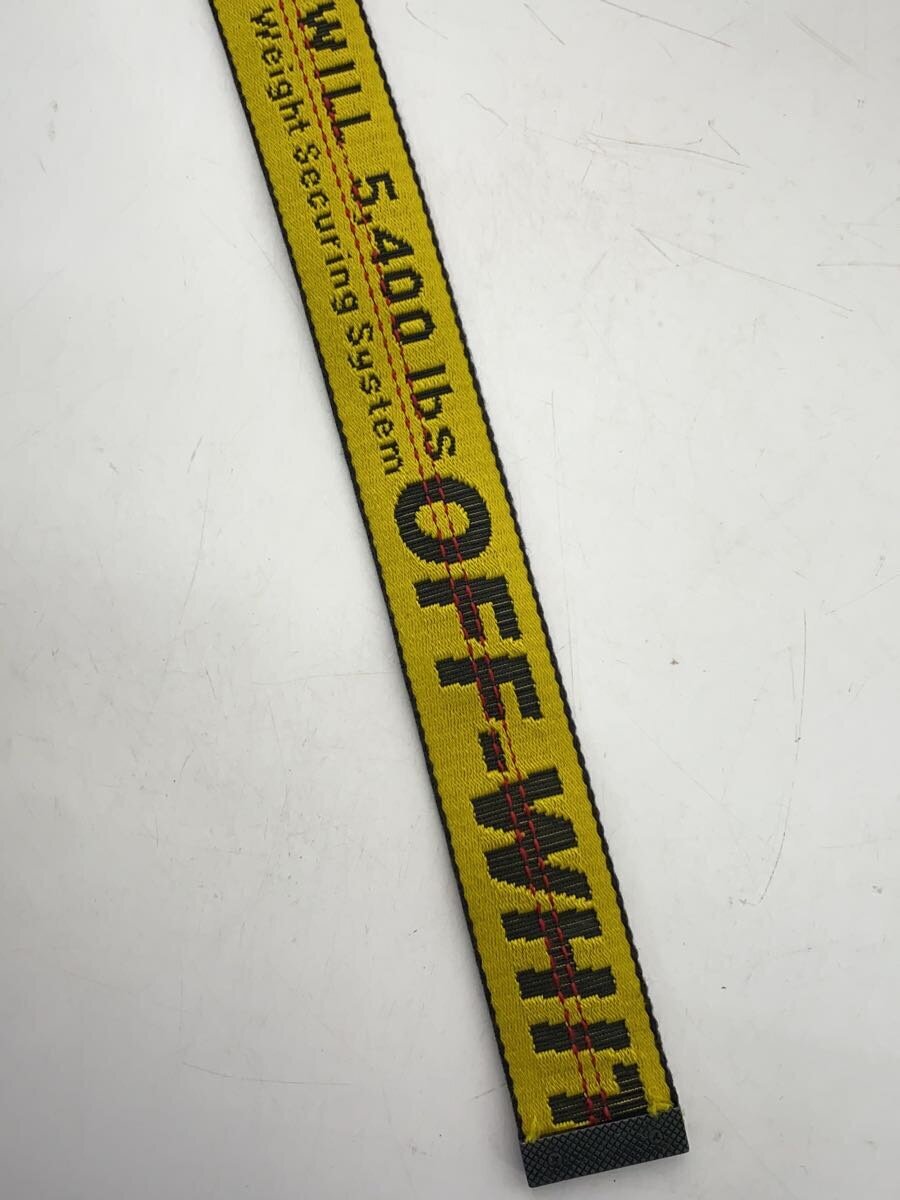 WILL 5,400 lbs
Weight Securing System
OFF-WHIT